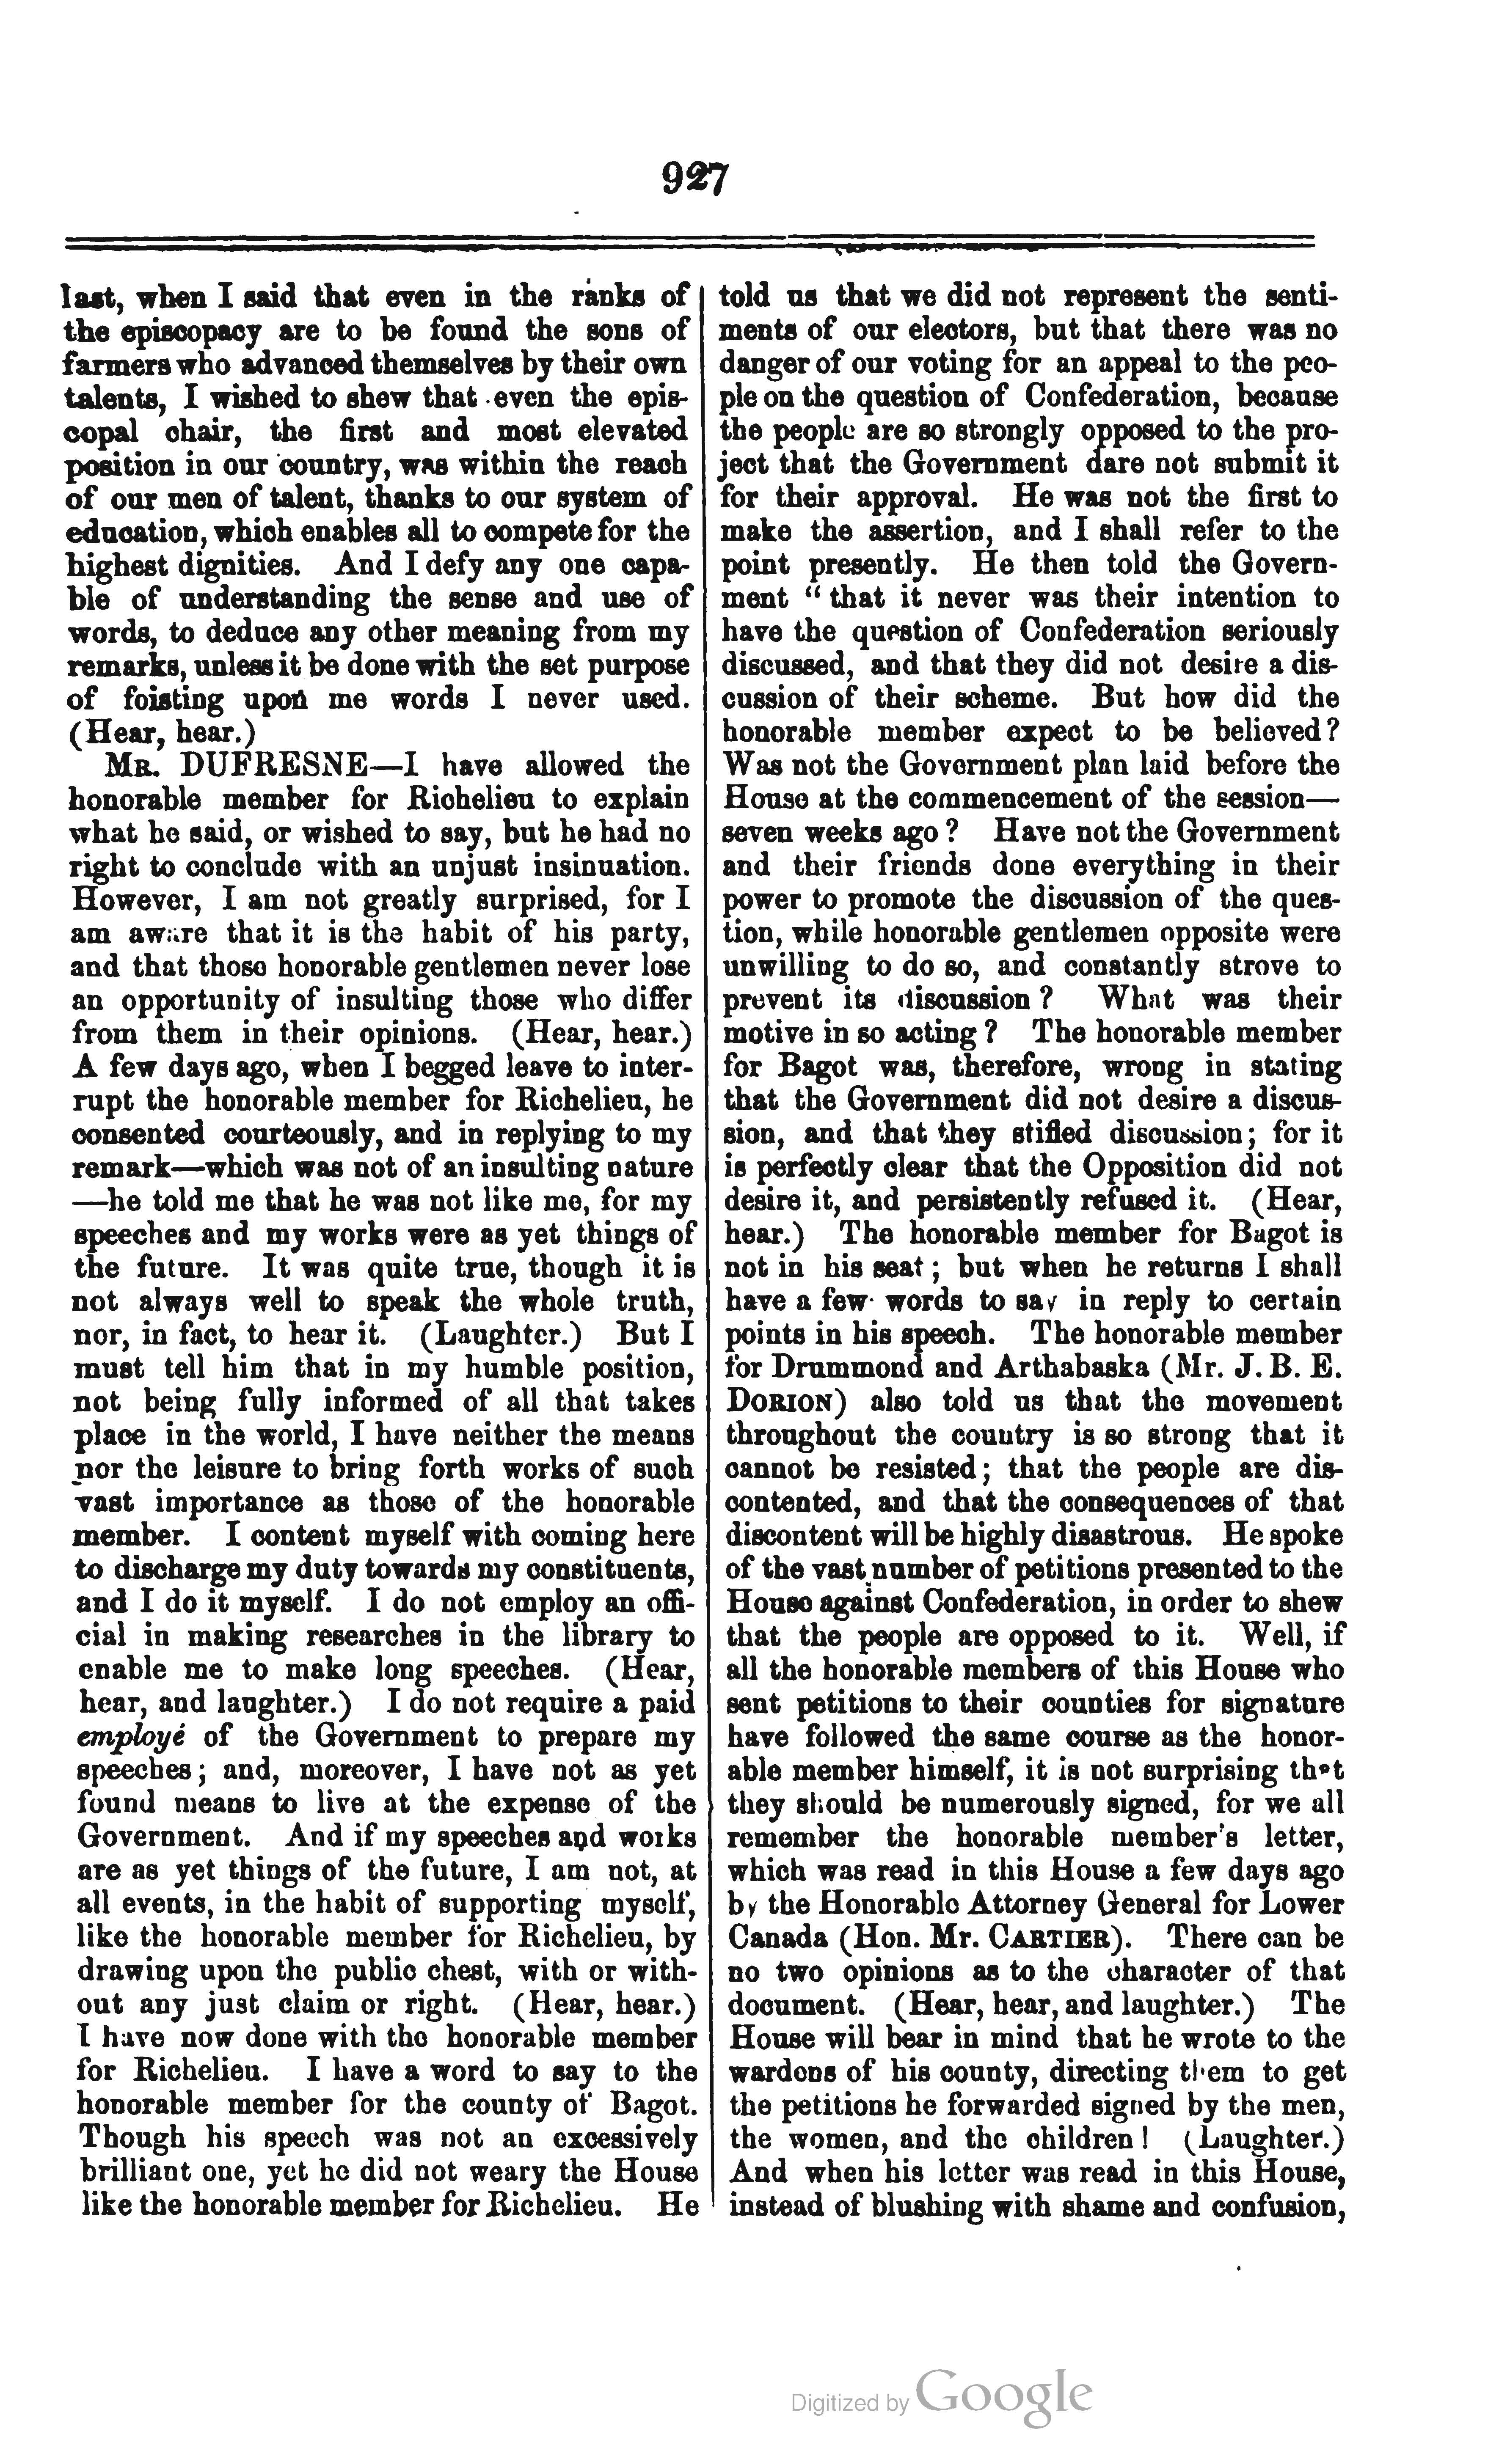 927
last, when I said that even in the ranks of
the episcopacy are to be found the sons of
farmers who advanced themselves by their own
talents, I wished to shew that even the epis-
copal chair, the first and most elevated
position in our country, was within the reach
of our men of talent, thanks to our system of
education, which enables all to compete for the
highest dignities. And I defy any one capa-
ble of understanding the sense and use of
words, to deduce any other meaning from my
remarks, unless it be done with the set purpose
of foisting upon me words I never used.
(Hear, hear.)
MR. DUFRESNE—I have allowed the
honorable member for Richelieu to explain
what he said, or wished to say, but he had no
right to conclude with an unjust insinuation.
However, I am not greatly surprised, for I
am aware that it is the habit of his party,
and that those honorable gentlemen never lose
an opportunity of insulting those who differ
from them in their opinions. (Hear, hear.)
A few days ago, when I begged leave to inter-
rupt the honorable member for Richelieu, he
consented courteously, and in replying to my
remark—which was not of an insulting nature
—he told me that he was not like me, for my
speeches and my works were as yet things of
the future. It was quite true, though it is
not always well to speak the whole truth,
nor, in fact, to hear it. (Laughter.) But I
must tell him that in my humble position,
not being fully informed of all that takes
place in the world, I have neither the means
nor the leisure to bring forth works of such
vast importance as those of the honorable
member. I content myself with coming here
to discharge my duty towards my constituents,
and I do it myself. I do not employ an offi-
cial in making researches in the library to
enable me to make long speeches. (Hear,
hear, and laughter.) I do not require a paid
employé of the Government to prepare my
speeches; and, moreover, I have not as yet
found means to live at the expense of the
Government. And if my speeches and works
are as yet things of the future, I am not, at
all events, in the habit of supporting myself,
like the honorable member for Richelieu, by
drawing upon the public chest, with or with-
out any just claim or right. (Hear, hear.)
I have now done with the honorable member
for Richelieu. I have a word to say to the
honorable member for the county of Bagot.
Though his speech was not an excessively
brilliant one, yet he did not weary the House
like the honorable member for Richelieu. He
told us that we did not represent the senti-
ments of our electors, but that there was no
danger of our voting for an appeal to the peo-
ple on the question of Confederation, because
the people are so strongly opposed to the pro-
ject that the Government dare not submit it
for their approval. He was not the first to
make the assertion, and I shall refer to the
point presently. He then told the Govern-
ment "that it never was their intention to
have the question of Confederation seriously
discussed, and that they did not desire a dis-
cussion of their scheme. But how did the
honorable member expect to be believed?
Was not the Government plan laid before the
House at the commencement of the session—
seven weeks ago? Have not the Government
and their friends done everything in their
power to promote the discussion of the ques-
tion, while honorable gentlemen opposite were
unwilling to do so, and constantly strove to
prevent its discussion? What was their
motive in so acting? The honorable member
for Bagot was, therefore, wrong in stating
that the Government did not desire a discus-
sion, and that they stifled discussion; for it
is perfectly clear that the Opposition did not
desire it, and persistently refused it. (Hear,
hear.) The honorable member for Bagot is
not in his seat; but when he returns I shall
have a few words to say in reply to certain
points in his speech. The honorable member
for Drummond and Arthabaska (Mr. J. B. E.
DORION) also told us that the movement
throughout the country is so strong that it
cannot be resisted; that the people are dis-
contented, and that the consequences of that
discontent will be highly disastrous. He spoke
of the vast number of petitions presented to the
House against Confederation, in order to shew
that the people are opposed to it. Well, if
all the honorable members of this House who
sent petitions to their counties for signature
have followed the same course as the honor-
able member himself, it is not surprising that
they should be numerously signed, for we all
remember the honorable member's letter,
which was read in this House a few days ago
by the Honorable Attorney General for Lower
Canada (Hon. Mr. CARTIER). There can be
no two opinions as to the character of that
document. (Hear, hear, and laughter.) The
House will bear in mind that he wrote to the
wardens of his county, directing them to get
the petitions he forwarded signed by the men,
the women, and the children! (Laughter.)
And when his letter was read in this House,
instead of blushing with shame and confusion,
Digitized by Google